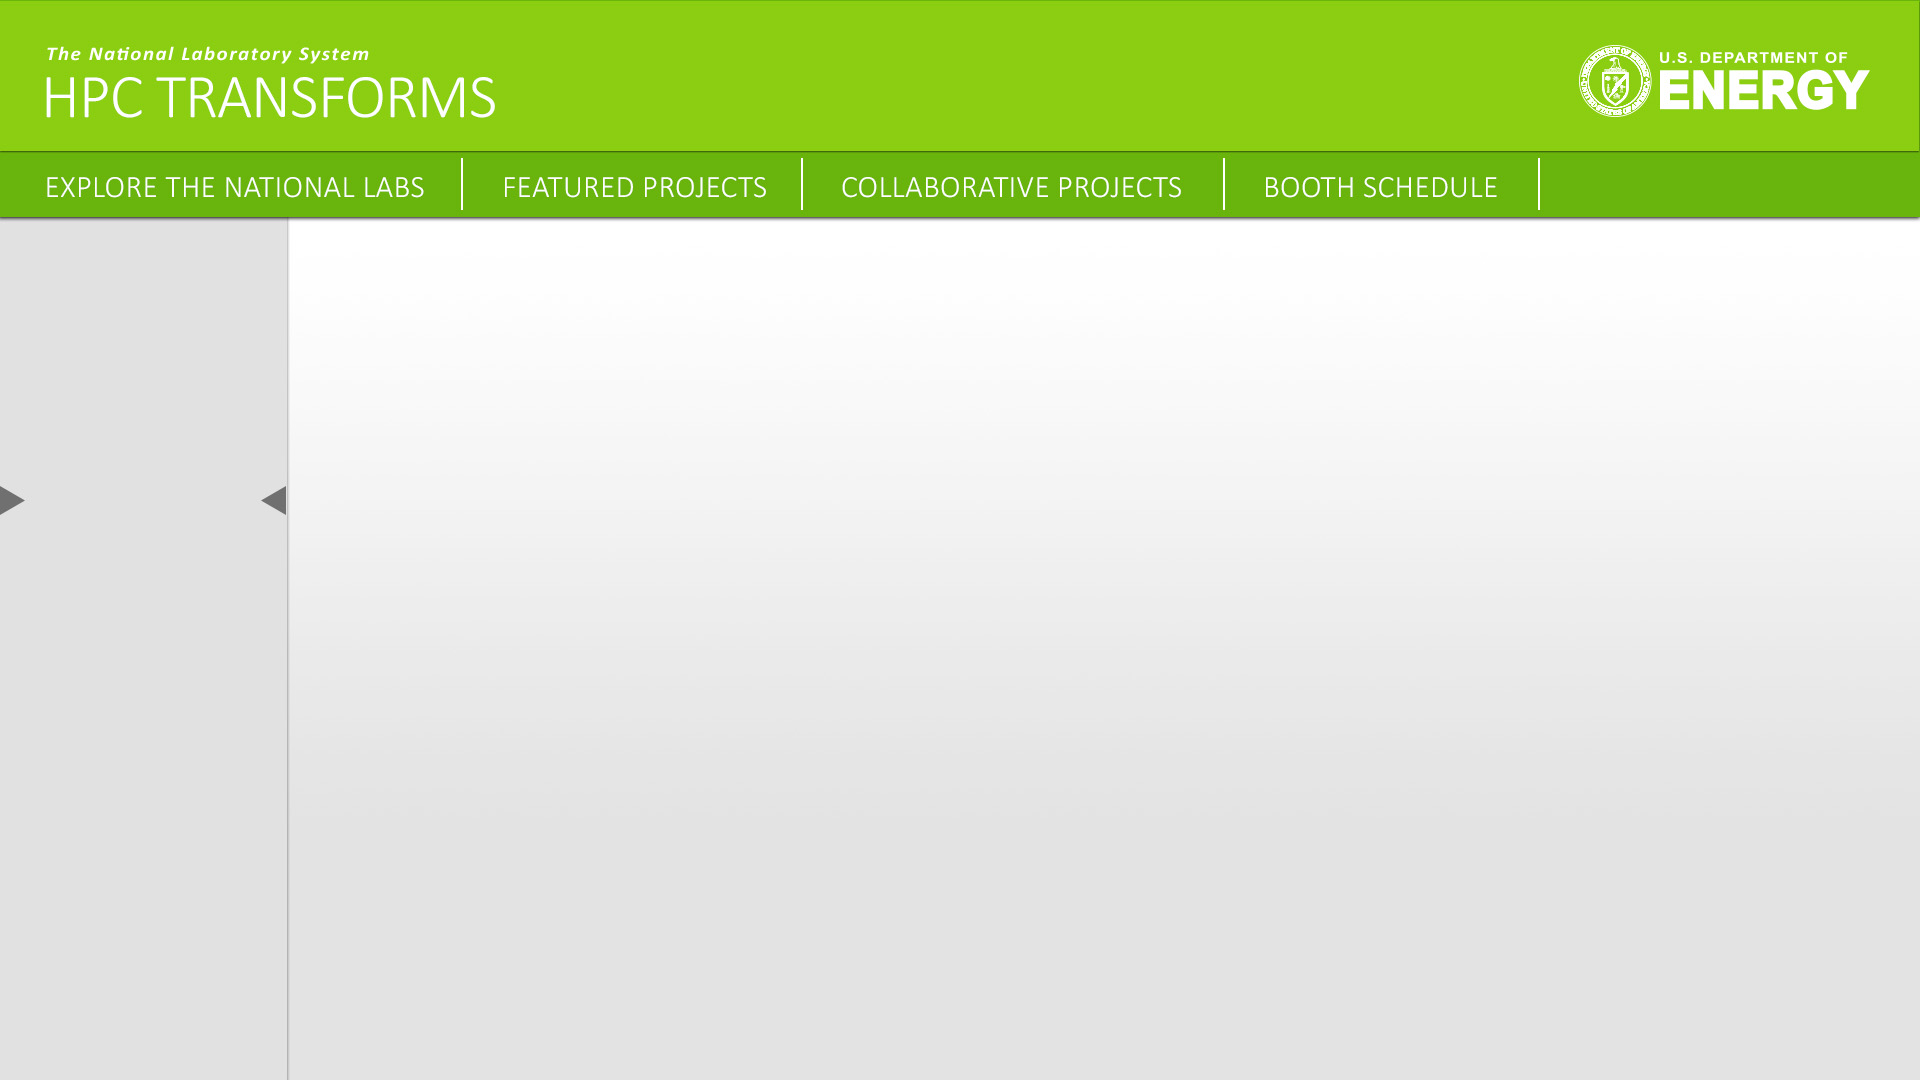 The National Laboratory System
HPC TRANSFORMS
U.S. DEPARTMENT OF
ENERGY
EXPLORE THE NATIONAL LABS
FEATURED PROJECTS
COLLABORATIVE PROJECTS
BOOTH SCHEDULE